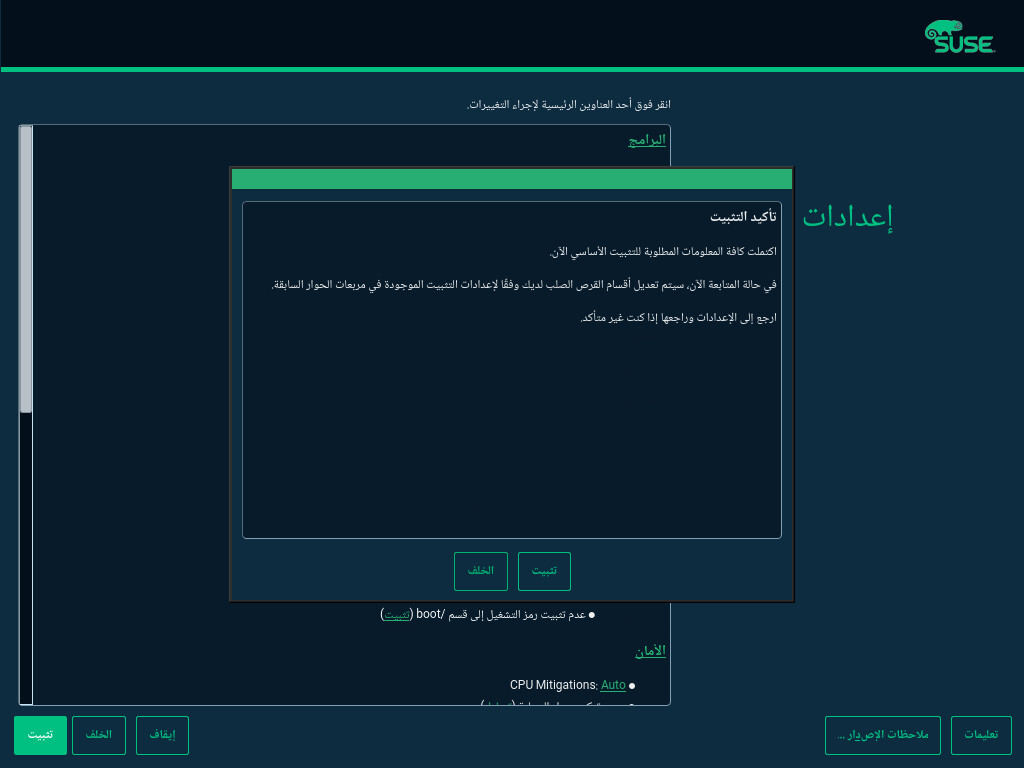 SUSE
انقر فوق أحد العناوين الرئيسية لإجراء التغييرات.
البرامج
إعدادات
تأكيد التثبيت
اكتملت كافة المعلومات المطلوبة للتثبيت الأساسي الآن.
في حالة المتابعة الآن، سيتم تعديل أقسام القرص الصلب لديك وفقًا لإعدادات التثبيت الموجودة في مربعات الحوار السابقة.
ارجع إلى الإعدادات وراجعها إذا كنت غير متأكد.
تثبيت
الخلف
● عدم تثبيت رمز التشغيل إلى قسم /boot (تثبيت)
الأمان
● CPU Mitigations: Auto
تعليمات
ملاحظات الإصدار ...
إيقاف
الخلف
تثبيت